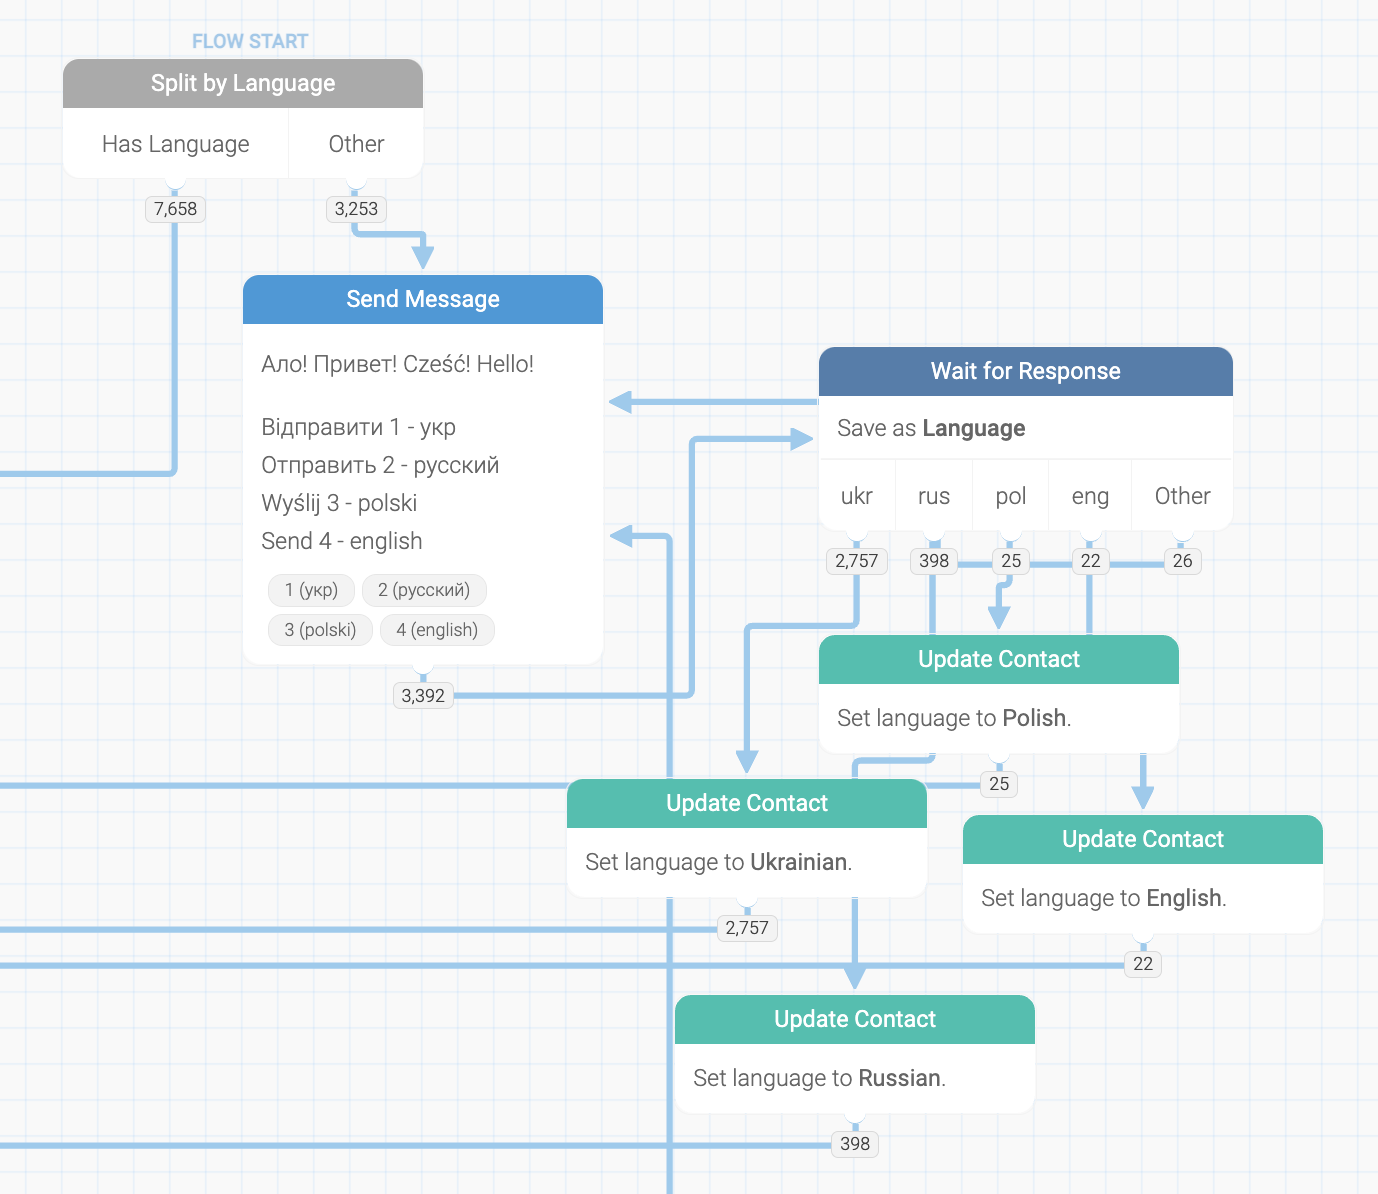 FLOW START
Split by Language
Has Language
Other
7,658
3,253
Send Message
Ало! Привет! Cześć! Hello!
Відправити 1 - укр
Отправить 2 - русский
Wyślij 3 - polski
Send 4 - english
1 (укр)
2 (русский)
3 (polski)
4 (english)
3,392
Wait for Response
Save as Language
ukr
rus
pol
eng
Other
2,757
398
25
22
26
Update Contact
Set language to Polish.
25
Update Contact
Set language to Ukrainian.
2,757
Update Contact
Set language to English.
22
Update Contact
Set language to Russian.
398